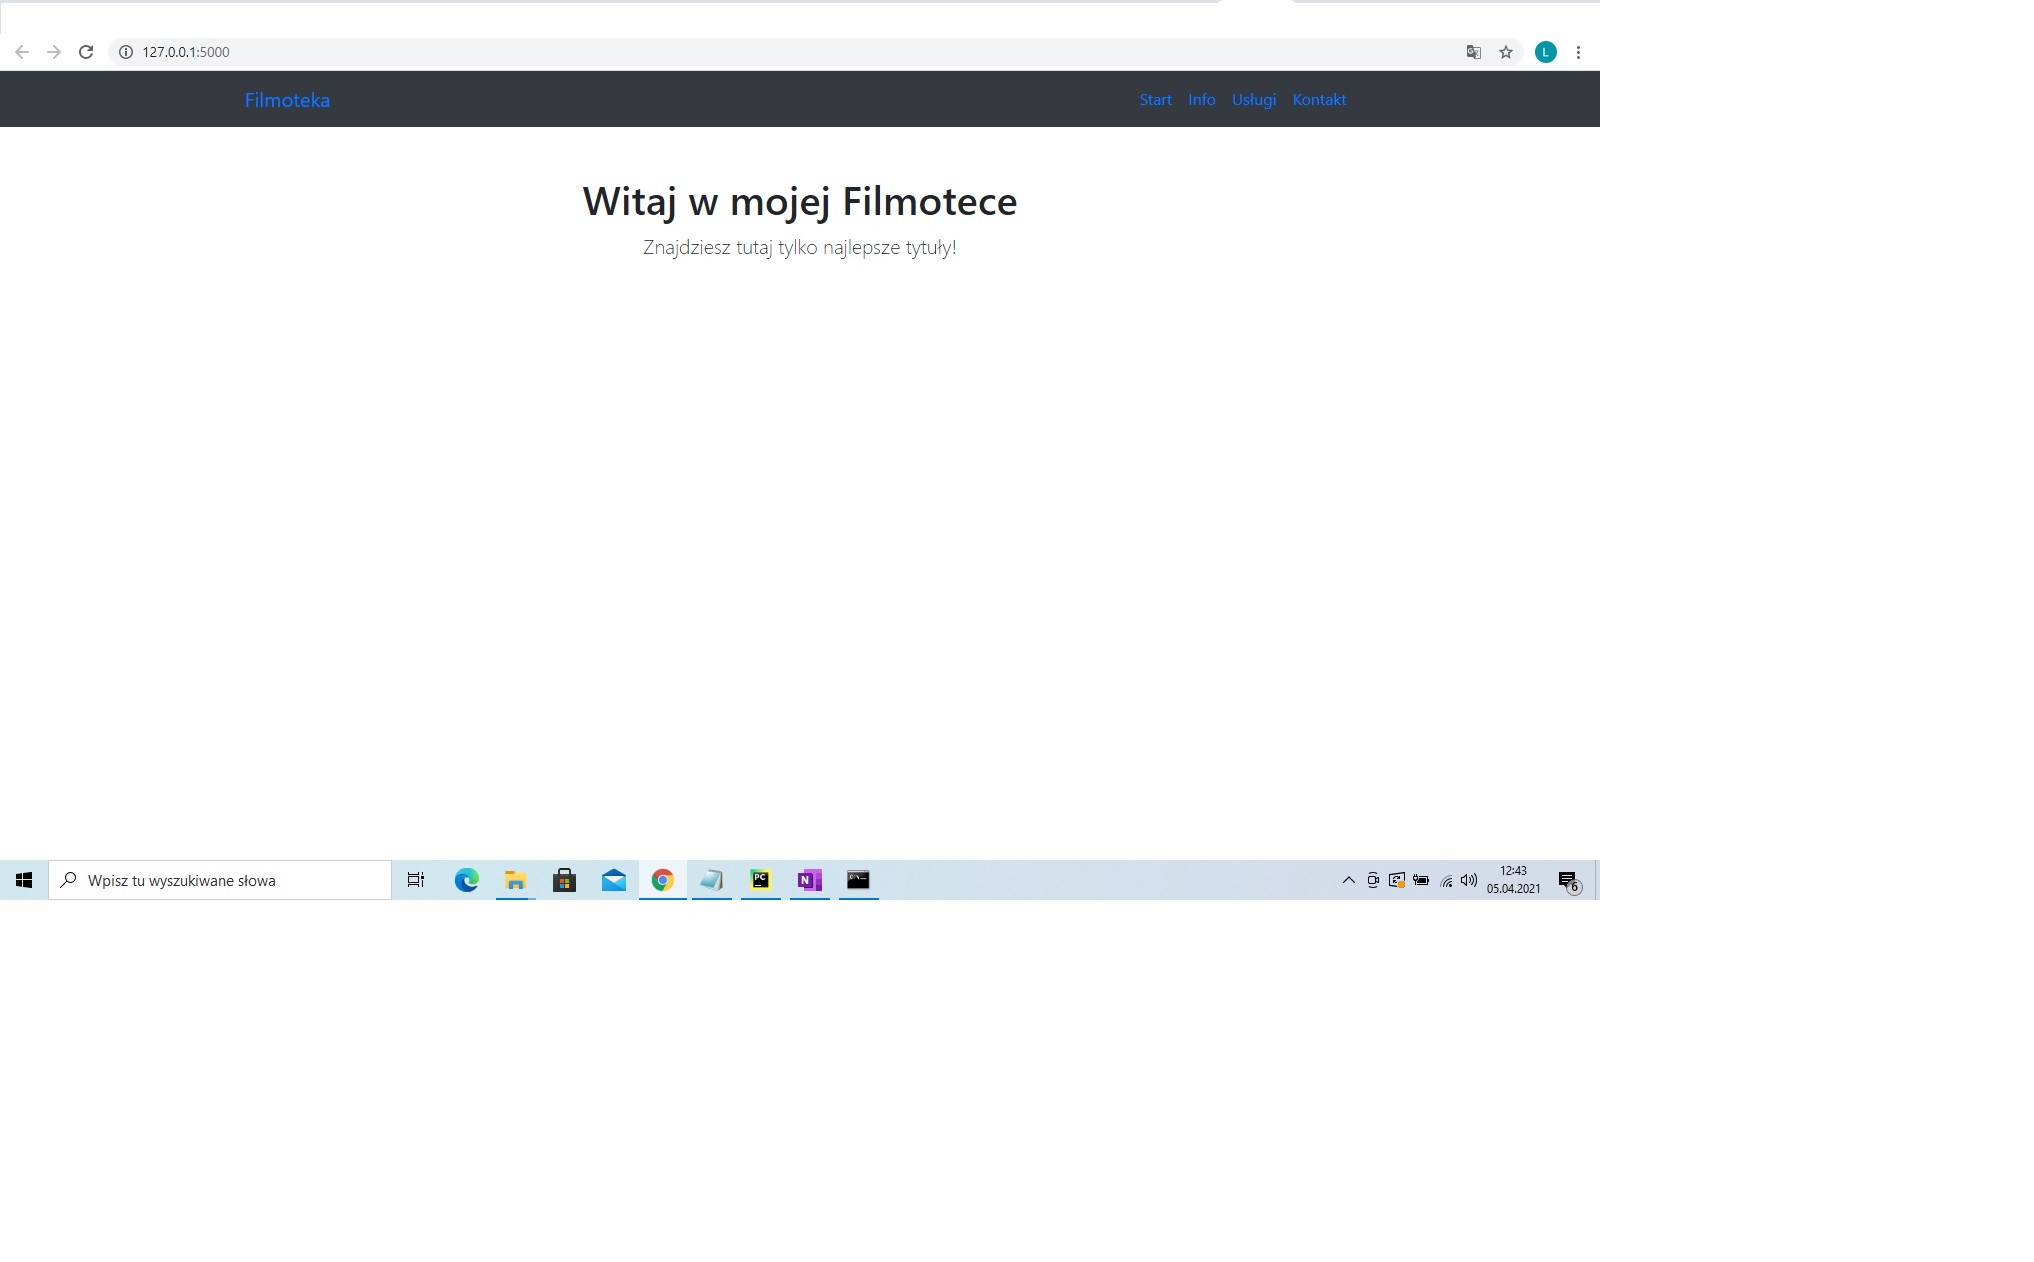 127.0.0.1:5000
L
Filmoteka
Start Info Usługi Kontakt
Witaj w mojej Filmotece
Znajdziesz tutaj tylko najlepsze tytuły!
Wpisz tu wyszukiwane słowa
PC
N
12:43
05.04.2021
6